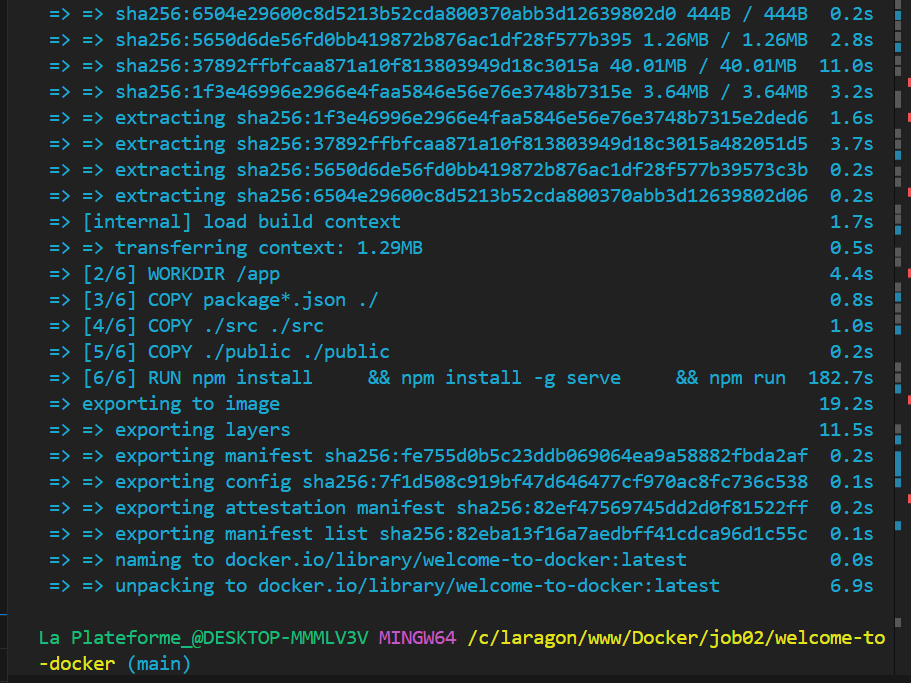 => => sha256:6504e29600c8d5213b52cda800370abb3d12639802d0 444B / 444B 0.2s
=> => sha256:5650d6de56fd0bb419872b876ac1df28f577b395 1.26MB / 1.26MB 2.8s
=> => sha256:37892ffbfcaa871a10f813803949d18c3015a 40.01MB / 40.01MB 11.0s
=> => sha256:1f3e46996e2966e4faa5846e56e76e3748b7315e 3.64MB / 3.64MB 3.2s
=> => extracting sha256:1f3e46996e2966e4faa5846e56e76e3748b7315e2ded6 1.6s
=> => extracting sha256:37892ffbfcaa871a10f813803949d18c3015a482051d5 3.7s
=> => extracting sha256:5650d6de56fd0bb419872b876ac1df28f577b39573c3b 0.2s
=> => extracting sha256:6504e29600c8d5213b52cda800370abb3d12639802d06 0.2s
=> [internal] load build context 1.7s
=> => transferring context: 1.29MB 0.5s
=> [2/6] WORKDIR /app 4.4s
=> [3/6] COPY package*.json ./ 0.8s
=> [4/6] COPY ./src ./src 1.0s
=> [5/6] COPY ./public ./public 0.2s
=> [6/6] RUN npm install     && npm install -g serve     && npm run 182.7s
=> exporting to image 19.2s
=> => exporting layers 11.5s
=> => exporting manifest sha256:fe755d0b5c23ddb069064ea9a58882fbda2af 0.2s
=> => exporting config sha256:7f1d508c919bf47d646477cf970ac8fc736c538 0.1s
=> => exporting attestation manifest sha256:82ef47569745dd2d0f81522ff 0.2s
=> => exporting manifest list sha256:82eba13f16a7aedbff41cdca96d1c55c 0.1s
=> => naming to docker.io/library/welcome-to-docker:latest 0.0s
=> => unpacking to docker.io/library/welcome-to-docker:latest 6.9s
La Plateforme_@DESKTOP-MMMLV3V MINGW64 /c/laragon/www/Docker/job02/welcome-to
-docker (main)